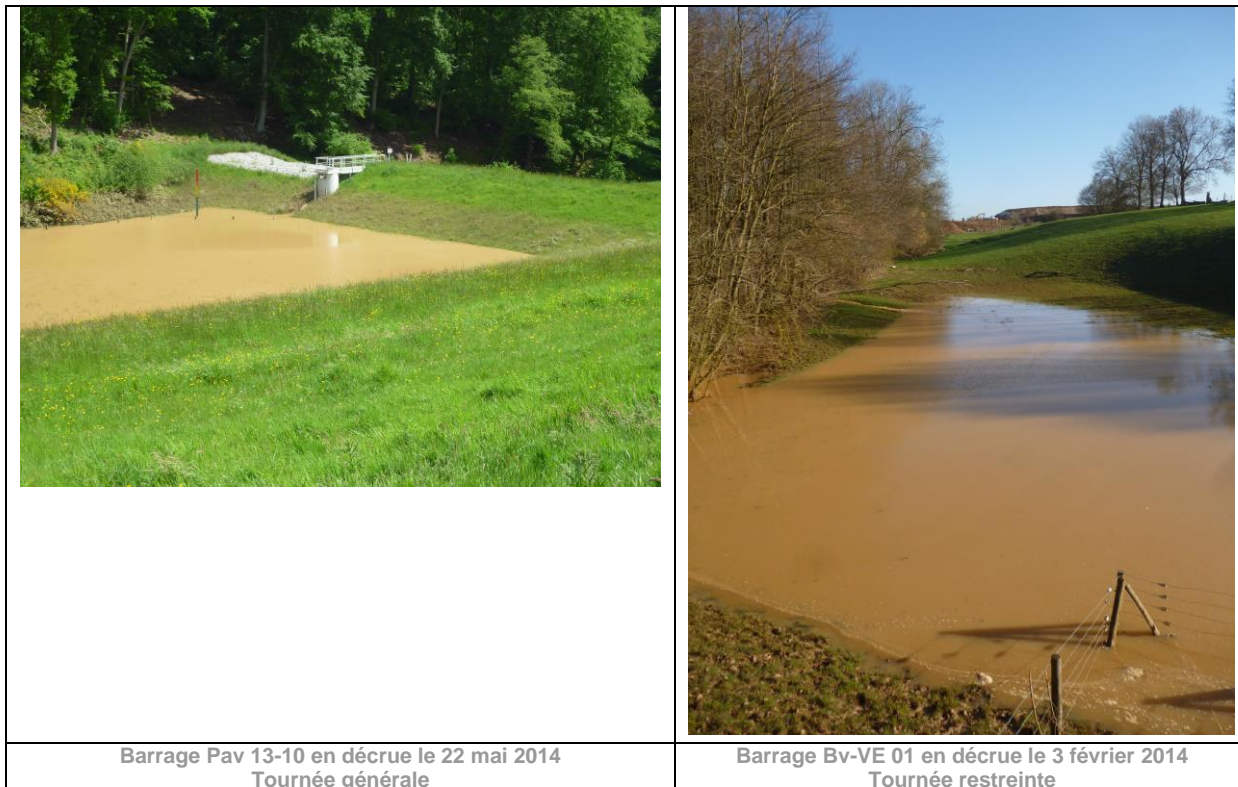 Barrage Pav 13-10 en décrue le 22 mai 2014
Tournée générale
Barrage Bv-VE 01 en décrue le 3 février 2014
Tournée restreinte